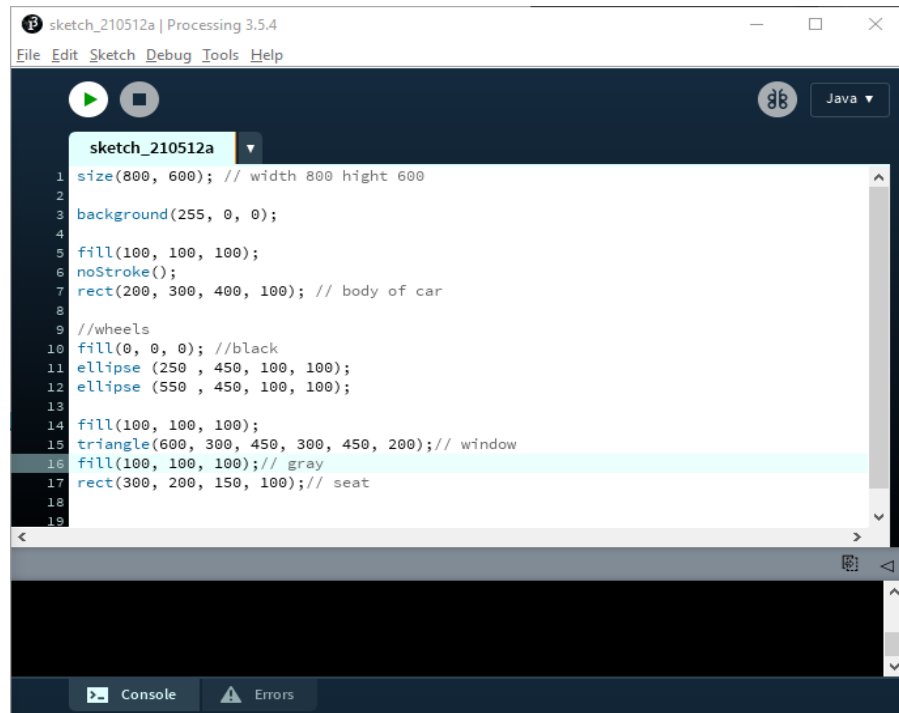 sketch_210512a | Processing 3.5.4
File Edit Sketch Debug Tools Help
Java ▼
sketch_210512a ▼
1 size(800, 600); // width 800 hight 600
2
3 background(255, 0, 0);
4
5 fill(100, 100, 100);
6 noStroke();
7 rect(200, 300, 400, 100); // body of car
8
9 //wheels
10 fill(0, 0, 0); //black
11 ellipse (250 , 450, 100, 100);
12 ellipse (550 , 450, 100, 100);
13
14 fill(100, 100, 100);
15 triangle(600, 300, 450, 300, 450, 200);// window
16 fill(100, 100, 100);// gray
17 rect(300, 200, 150, 100);// seat
18
19
Console Errors